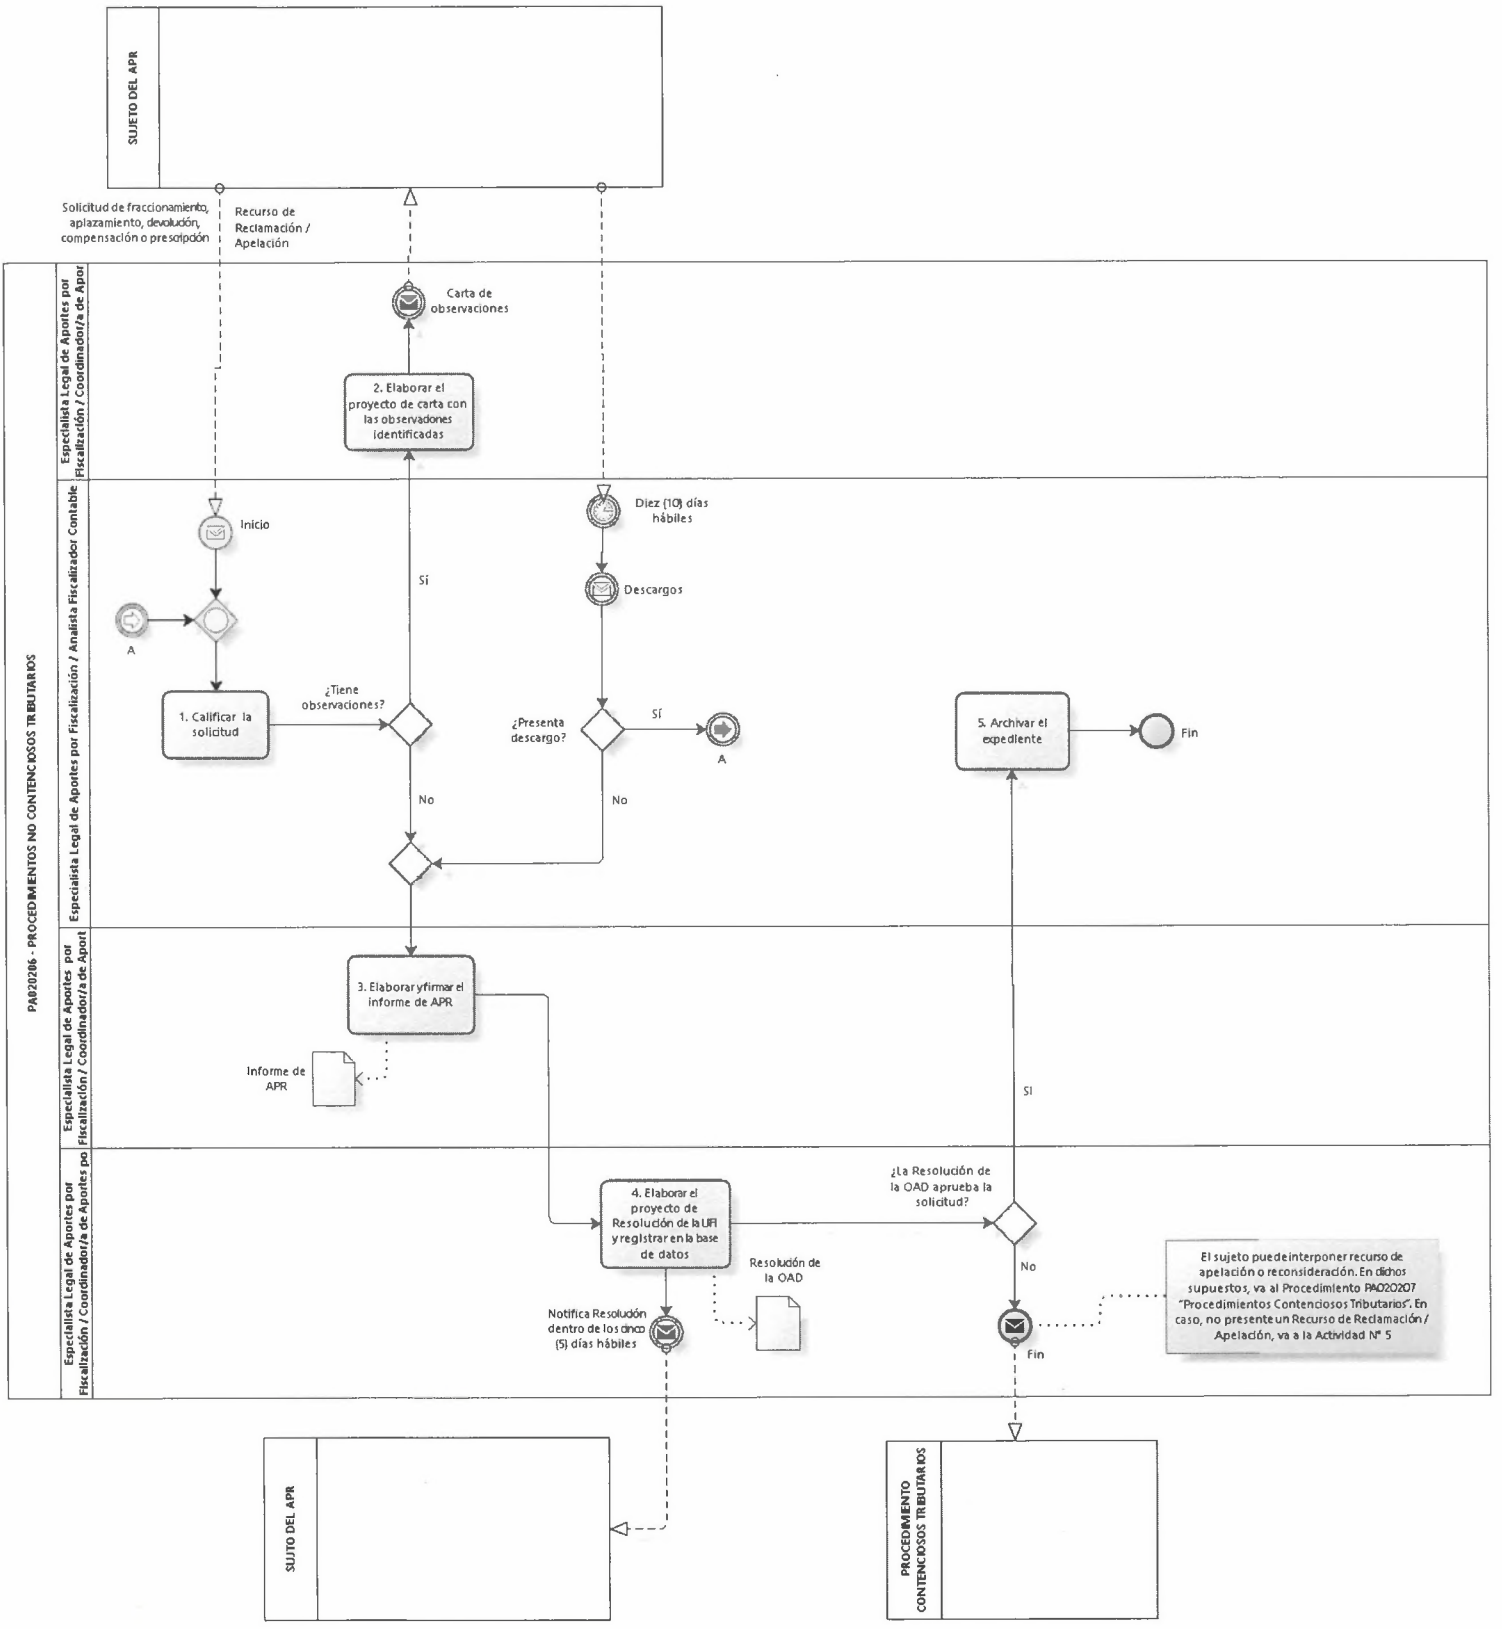 SUJETO DEL APR
Solicitud de fraccionamiento,
aplazamiento, devolución,
compensación o prescripción
Recurso de
Reclamación /
Apelación
PA020206 - PROCEDIMIENTOS NO CONTENCIOSOS TRIBUTARIOS
Especialista Legal de Aportes por
Fiscalización / Coordinador/a de Apor
Carta de
observaciones
2. Elaborar el
proyecto de carta con
las observaciones
identificadas
Especialista Legal de Aportes por Fiscalización / Analista Fiscalizador Contable
Inicio
Diez (10) días
hábiles
Sí
Descargos
A
1. Calificar la
solicitud
¿Tiene
observaciones?
¿Presenta
descargo?
Sí
A
5. Archivar el
expediente
Fin
No
No
Especialista Legal de Aportes por
Fiscalización / Coordinador/a de Aport
3. Elaborar y firmar el
informe de APR
Informe de
APR
SI
Especialista Legal de Aportes por
Fiscalización / Coordinador/a de Aportes po
4. Elaborar el
proyecto de
Resolución de la UFI
y registrar en la base
de datos
¿La Resolución de
la OAD aprueba la
solicitud?
Resolución de
la OAD
No
Notifica Resolución
dentro de los cinco
(5) días hábiles
Fin
El sujeto puede interponer recurso de
apelación o reconsideración. En dichos
supuestos, va al Procedimiento PA020207
"Procedimientos Contenciosos Tributarios". En
caso, no presente un Recurso de Reclamación /
Apelación, va a la Actividad N° 5
SUJTO DEL APR
PROCEDIMIENTO
CONTENCIOSOS TRIBUTARIOS